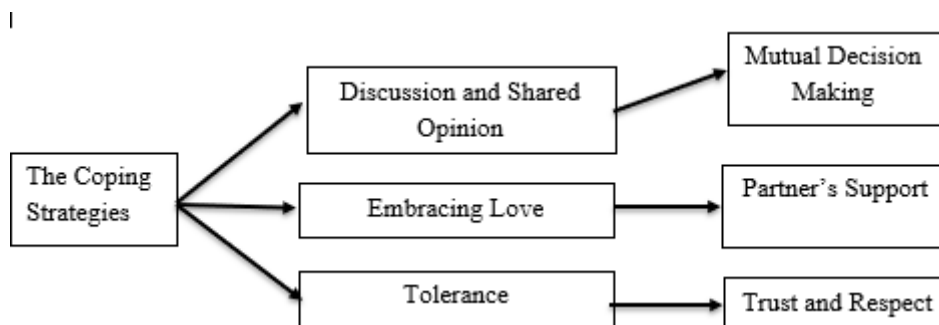 The Coping
Strategies
Discussion and Shared
Opinion
Embracing Love
Tolerance
Mutual Decision
Making
Partner’s Support
Trust and Respect